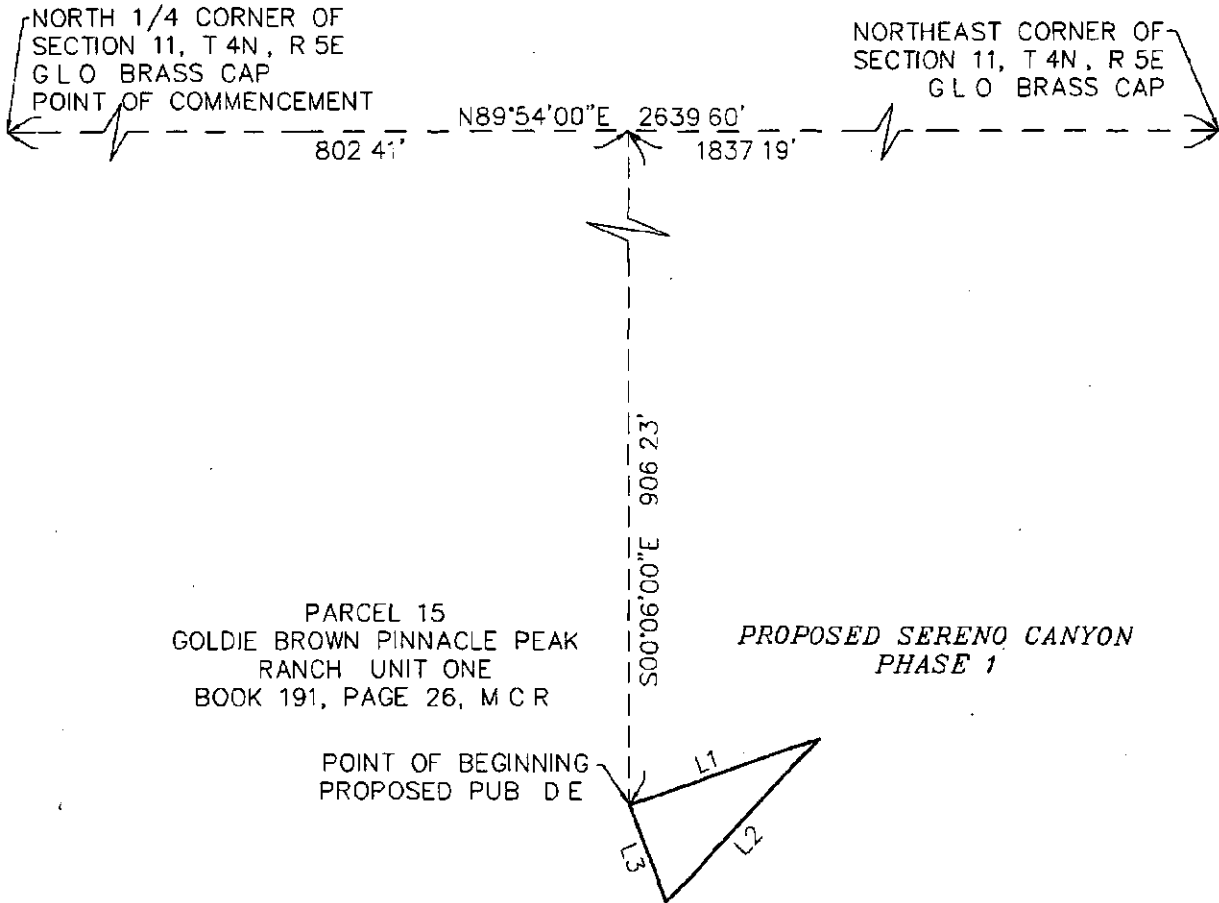 NORTH 1/4 CORNER OF
SECTION 11, T 4N, R 5E
G L O BRASS CAP
POINT OF COMMENCEMENT
NORTHEAST CORNER OF
SECTION 11, T 4N, R 5E
G L O BRASS CAP
N89°54'00"E 2639 60'
802 41'
1837 19'
S00°06'00"E 906 23'
PARCEL 15
GOLDIE BROWN PINNACLE PEAK
RANCH UNIT ONE
BOOK 191, PAGE 26, M C R
PROPOSED SERENO CANYON
PHASE 1
POINT OF BEGINNING
PROPOSED PUB D E
L1
L2
L3